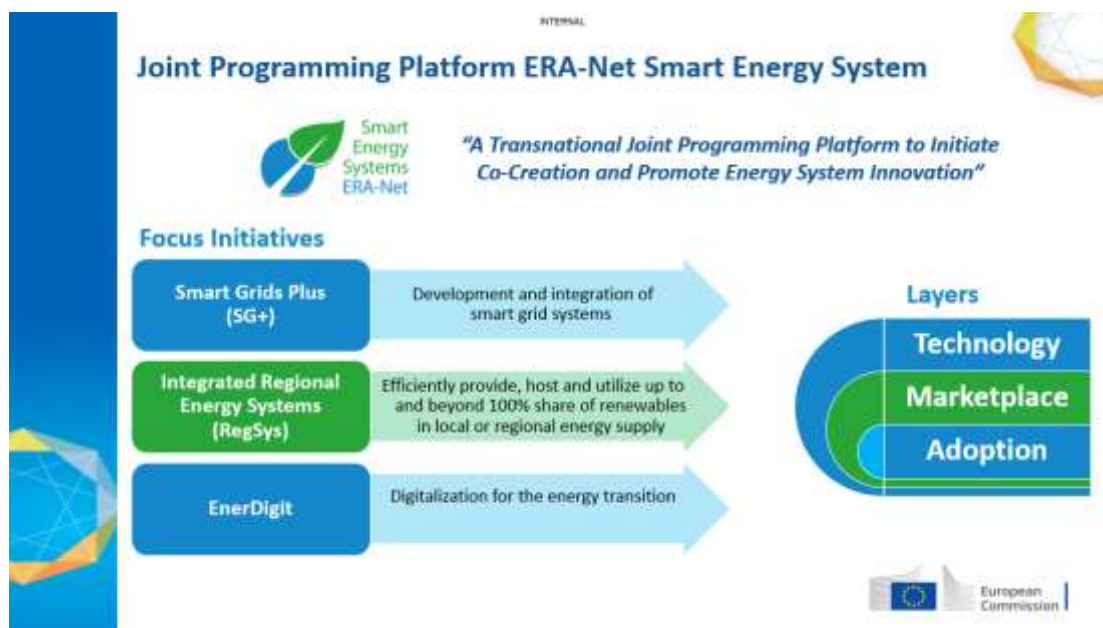 INTERNAL
Joint Programming Platform ERA-Net Smart Energy System
Smart
Energy
Systems
ERA-Net
“A Transnational Joint Programming Platform to Initiate
Co-Creation and Promote Energy System Innovation”
Focus Initiatives
Smart Grids Plus
(SG+)
Development and integration of
smart grid systems
Integrated Regional
Energy Systems
(RegSys)
Efficiently provide, host and utilize up to
and beyond 100% share of renewables
in local or regional energy supply
EnerDigit
Digitalization for the energy transition
Layers
Technology
Marketplace
Adoption
European
Commission